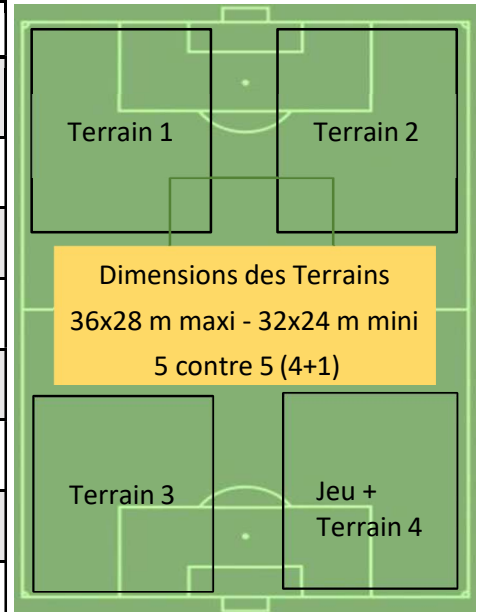 Terrain 1
Terrain 2
Dimensions des Terrains
36x28 m maxi - 32x24 m mini
5 contre 5 (4+1)
Terrain 3
Jeu +
Terrain 4